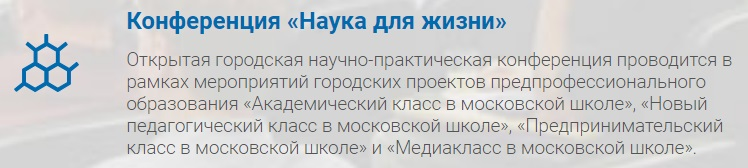 Конференция «Наука для жизни»
Открытая городская научно-практическая конференция проводится в
рамках мероприятий городских проектов предпрофессионального
образования «Академический класс в московской школе», «Новый
педагогический класс в московской школе», «Предпринимательский
класс в московской школе» и «Медиакласс в московской школе».